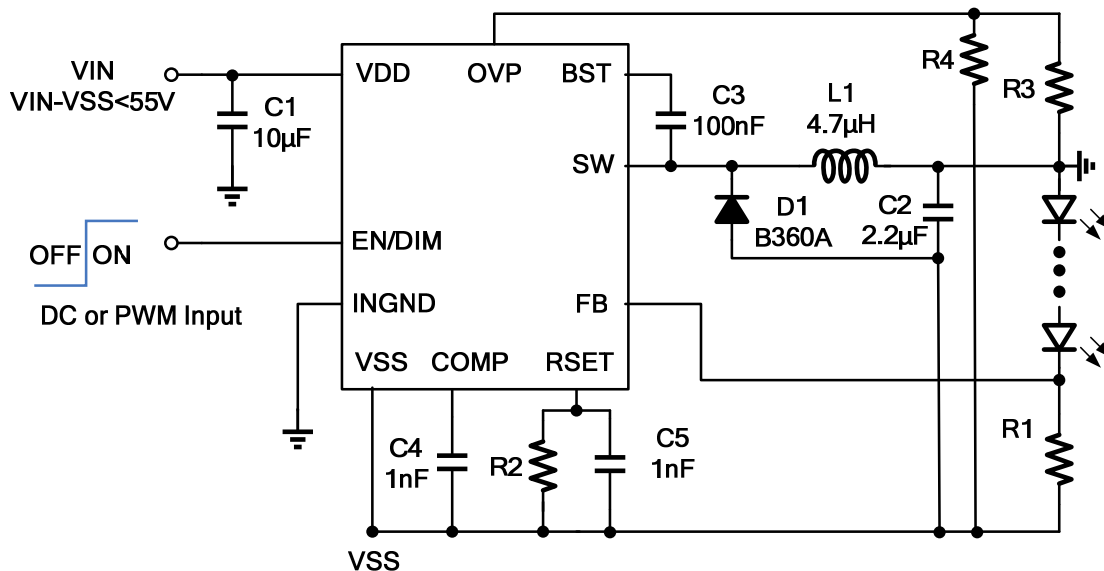 VIN
VIN-VSS<55V
C1
10µF
OFF
ON
DC or PWM Input
VDD
OVP
BST
SW
EN/DIM
INGND
FB
VSS
COMP
RSET
C3
100nF
L1
4.7µH
D1
B360A
C2
2.2µF
R4
R3
R1
C4
1nF
R2
C5
1nF
VSS